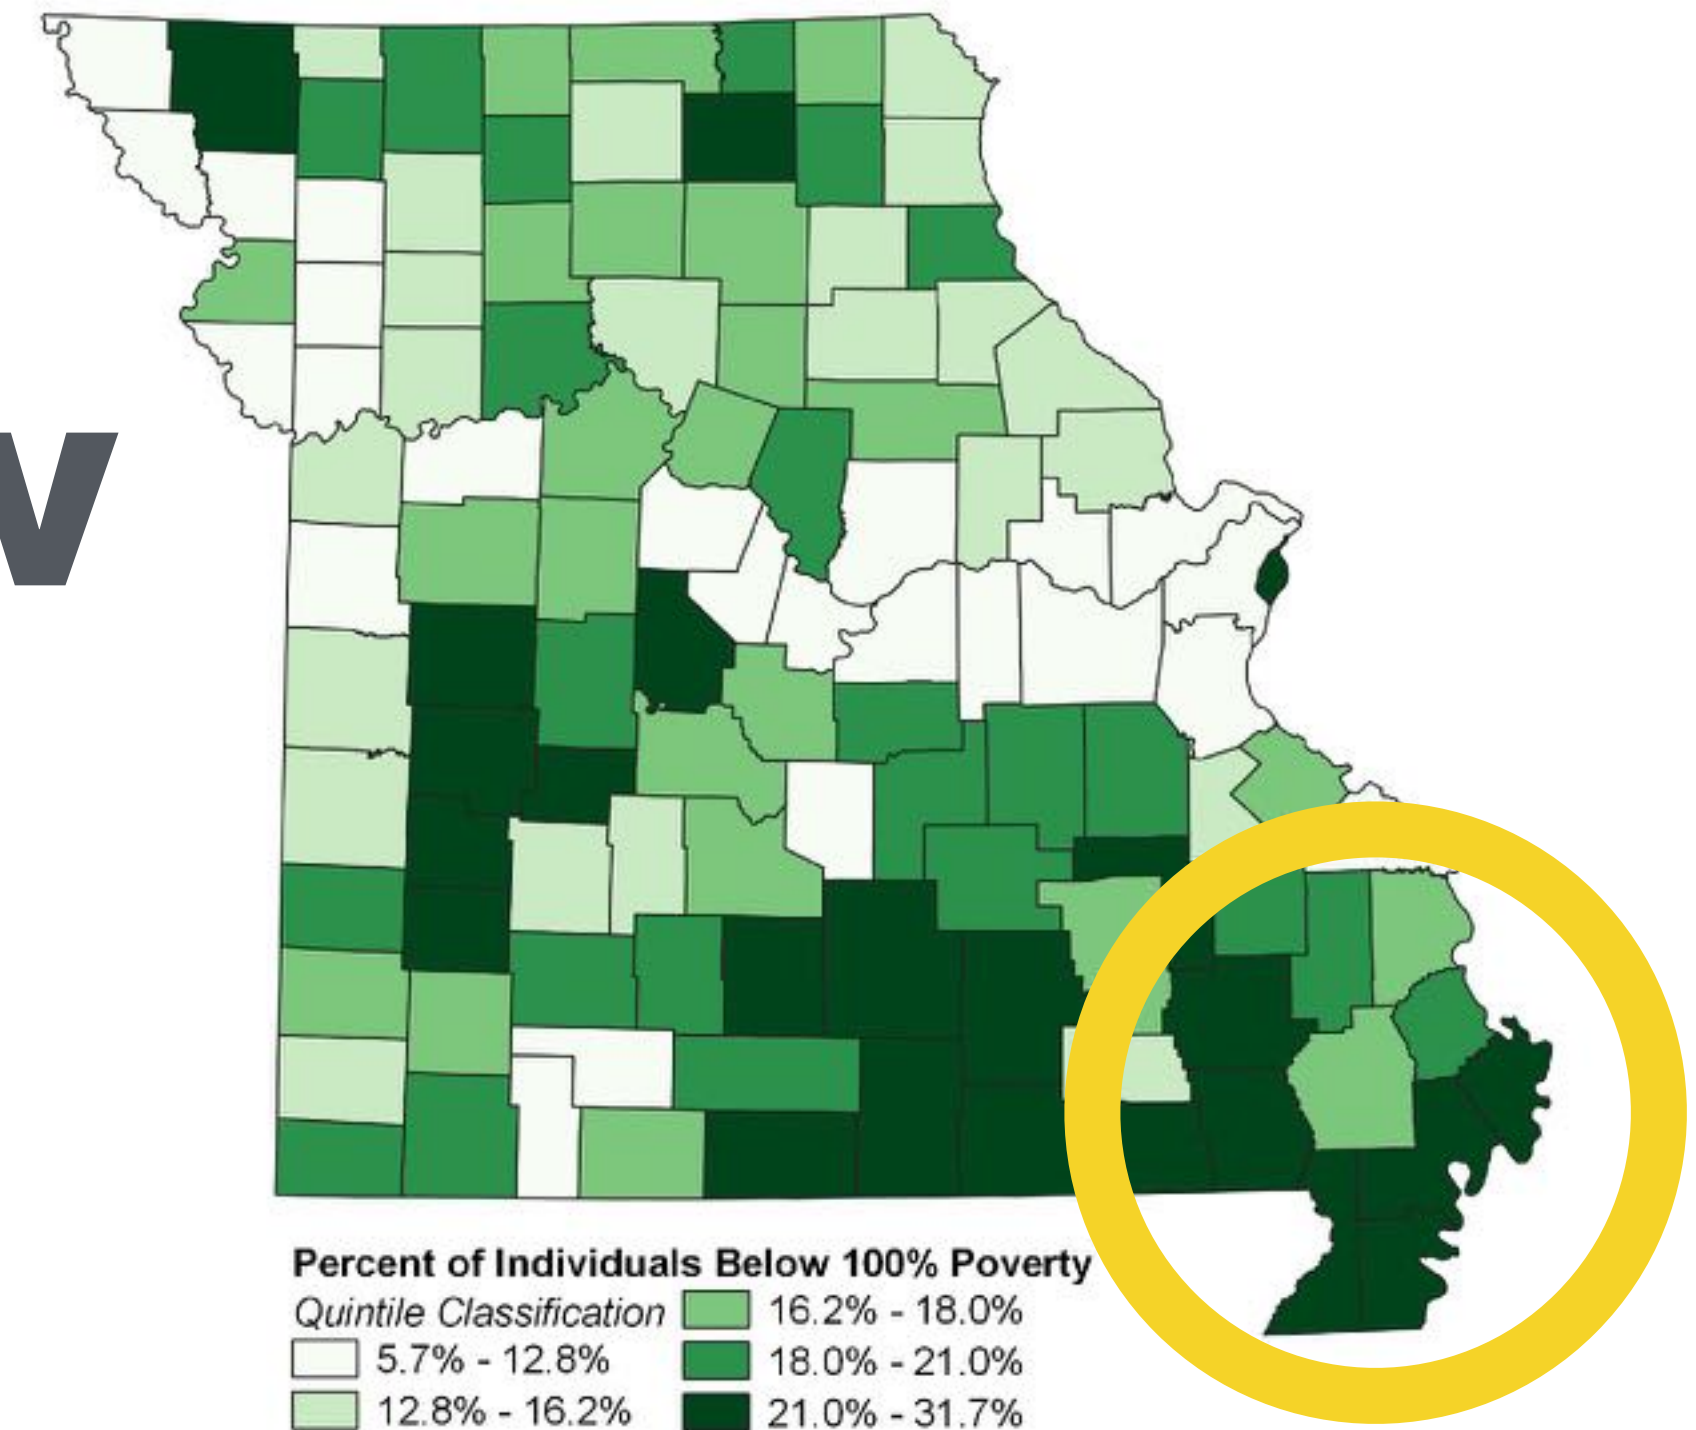 W
Percent of Individuals Below 100% Poverty
Quintile Classification
5.7% - 12.8%
12.8% - 16.2%
16.2% - 18.0%
18.0% - 21.0%
21.0% - 31.7%